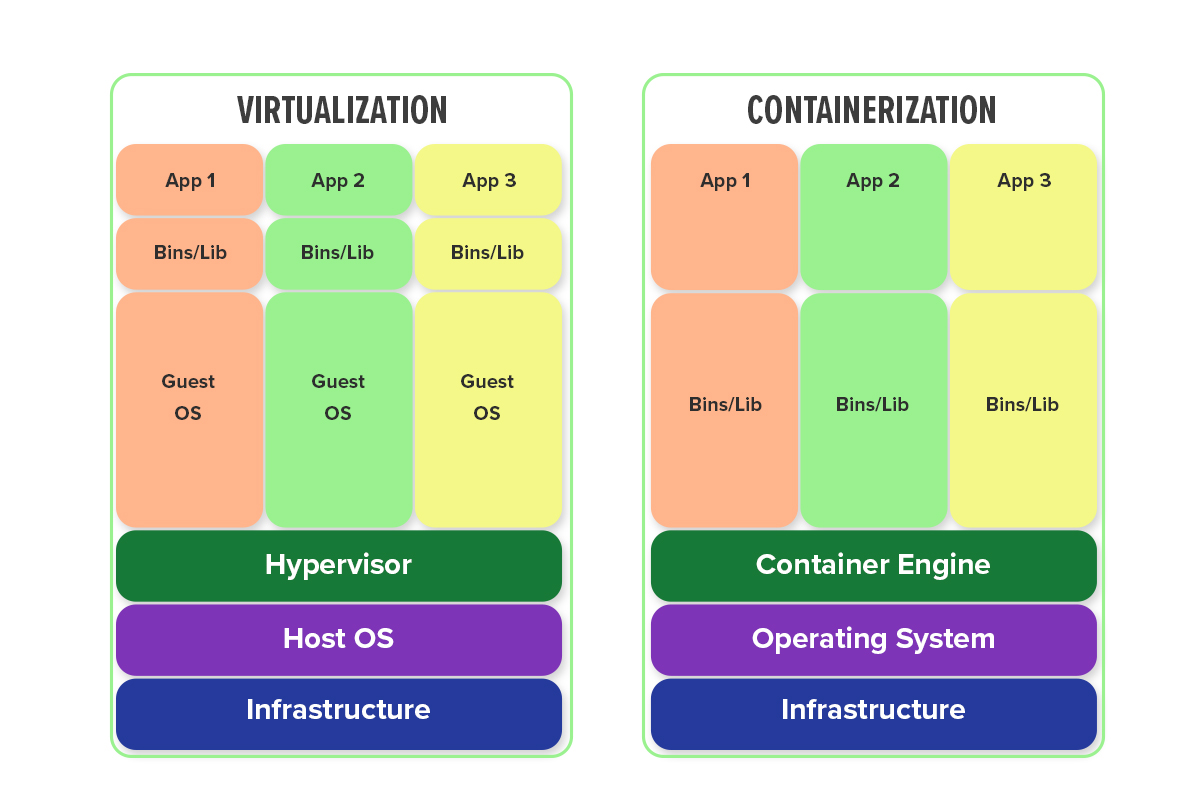 VIRTUALIZATION
App 1
App 2
App 3
Bins/Lib
Bins/Lib
Bins/Lib
Guest
OS
Guest
OS
Guest
OS
Hypervisor
Host OS
Infrastructure
CONTAINERIZATION
App 1
App 2
App 3
Bins/Lib
Bins/Lib
Bins/Lib
Container Engine
Operating System
Infrastructure